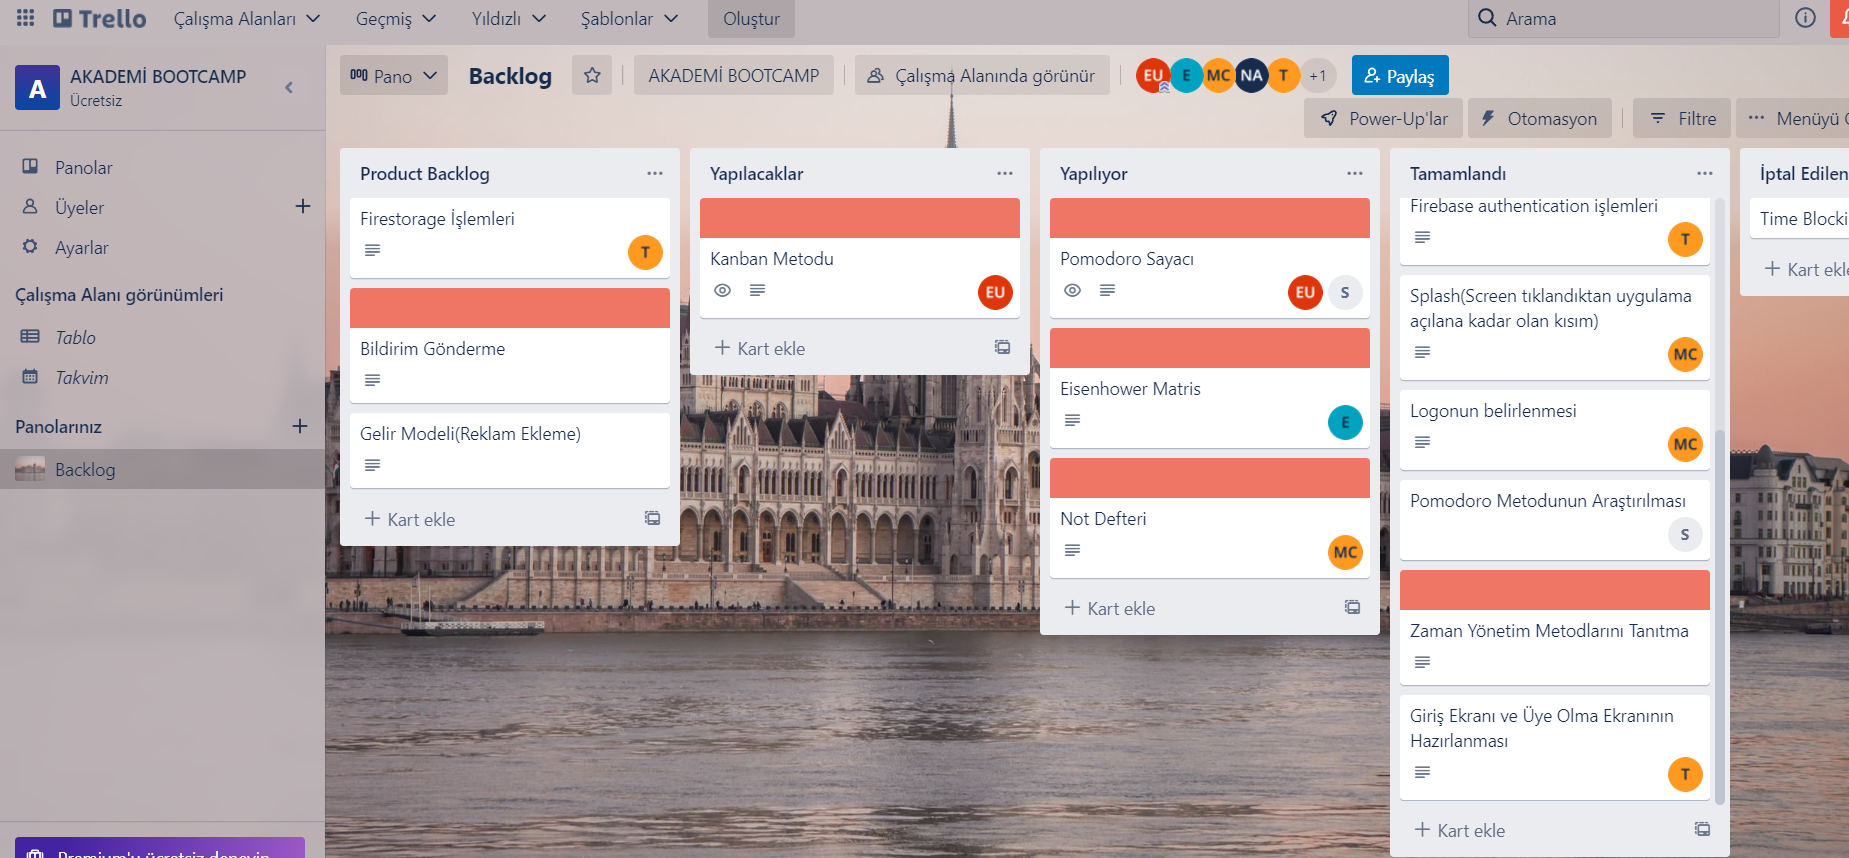 Trello
Çalışma Alanları
Geçmiş
Yıldızlı
Şablonlar
Oluştur
Arama
A
AKADEMİ BOOTCAMP
Ücretsiz
Panolar
Üyeler
Ayarlar
Çalışma Alanı görünümleri
Tablo
Takvim
Panolarınız
Backlog
Premium'u ücretsiz deneyin
Pano
Backlog
AKADEMİ BOOTCAMP
Çalışma Alanında görünür
EU
E
MC
NA
T
+1
Paylaş
Power-Up'lar
Otomasyon
Filtre
Menüyü
Product Backlog
Firestorage İşlemleri
T
Bildirim Gönderme
Gelir Modeli(Reklam Ekleme)
Kart ekle
Yapılacaklar
Kanban Metodu
EU
Kart ekle
Yapılıyor
Pomodoro Sayacı
EU
S
Eisenhower Matris
E
Not Defteri
MC
Kart ekle
Tamamlandı
Firebase authentication işlemleri
T
Splash(Screen tıklandıktan uygulama
açılana kadar olan kısım)
MC
Logonun belirlenmesi
MC
Pomodoro Metodunun Araştırılması
S
Zaman Yönetim Metodlarını Tanıtma
Giriş Ekranı ve Üye Olma Ekranının
Hazırlanması
T
Kart ekle
İptal Edilen
Time Blocki
Kart ekle